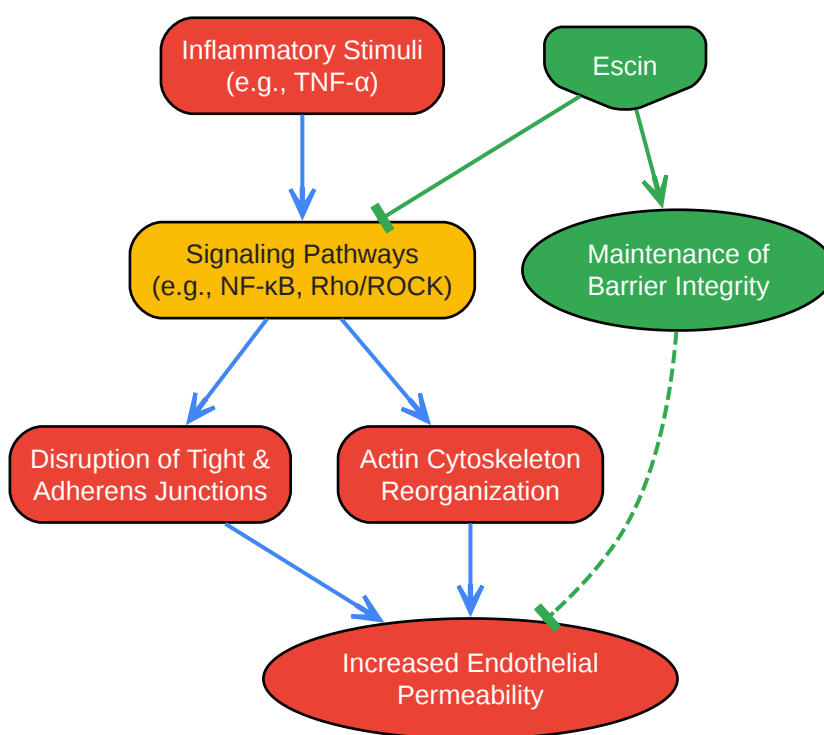 Inflammatory Stimuli
(e.g., TNF-α)
Escin
Signaling Pathways
(e.g., NF-κB, Rho/ROCK)
Maintenance of
Barrier Integrity
Disruption of Tight &
Adherens Junctions
Actin Cytoskeleton
Reorganization
Increased Endothelial
Permeability